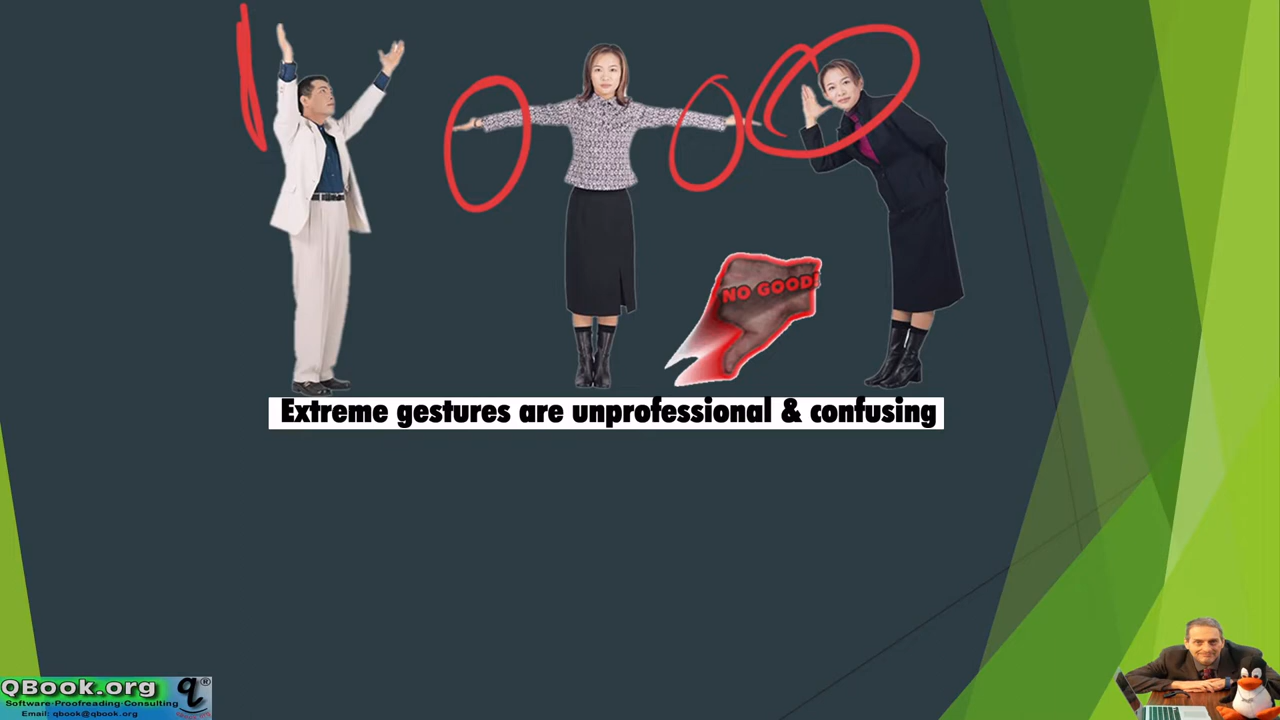 NO GOOD!
Extreme gestures are unprofessional & confusing
QBook.org
q®
Software·Proofreading·Consulting
Email: qbook@qbook.org